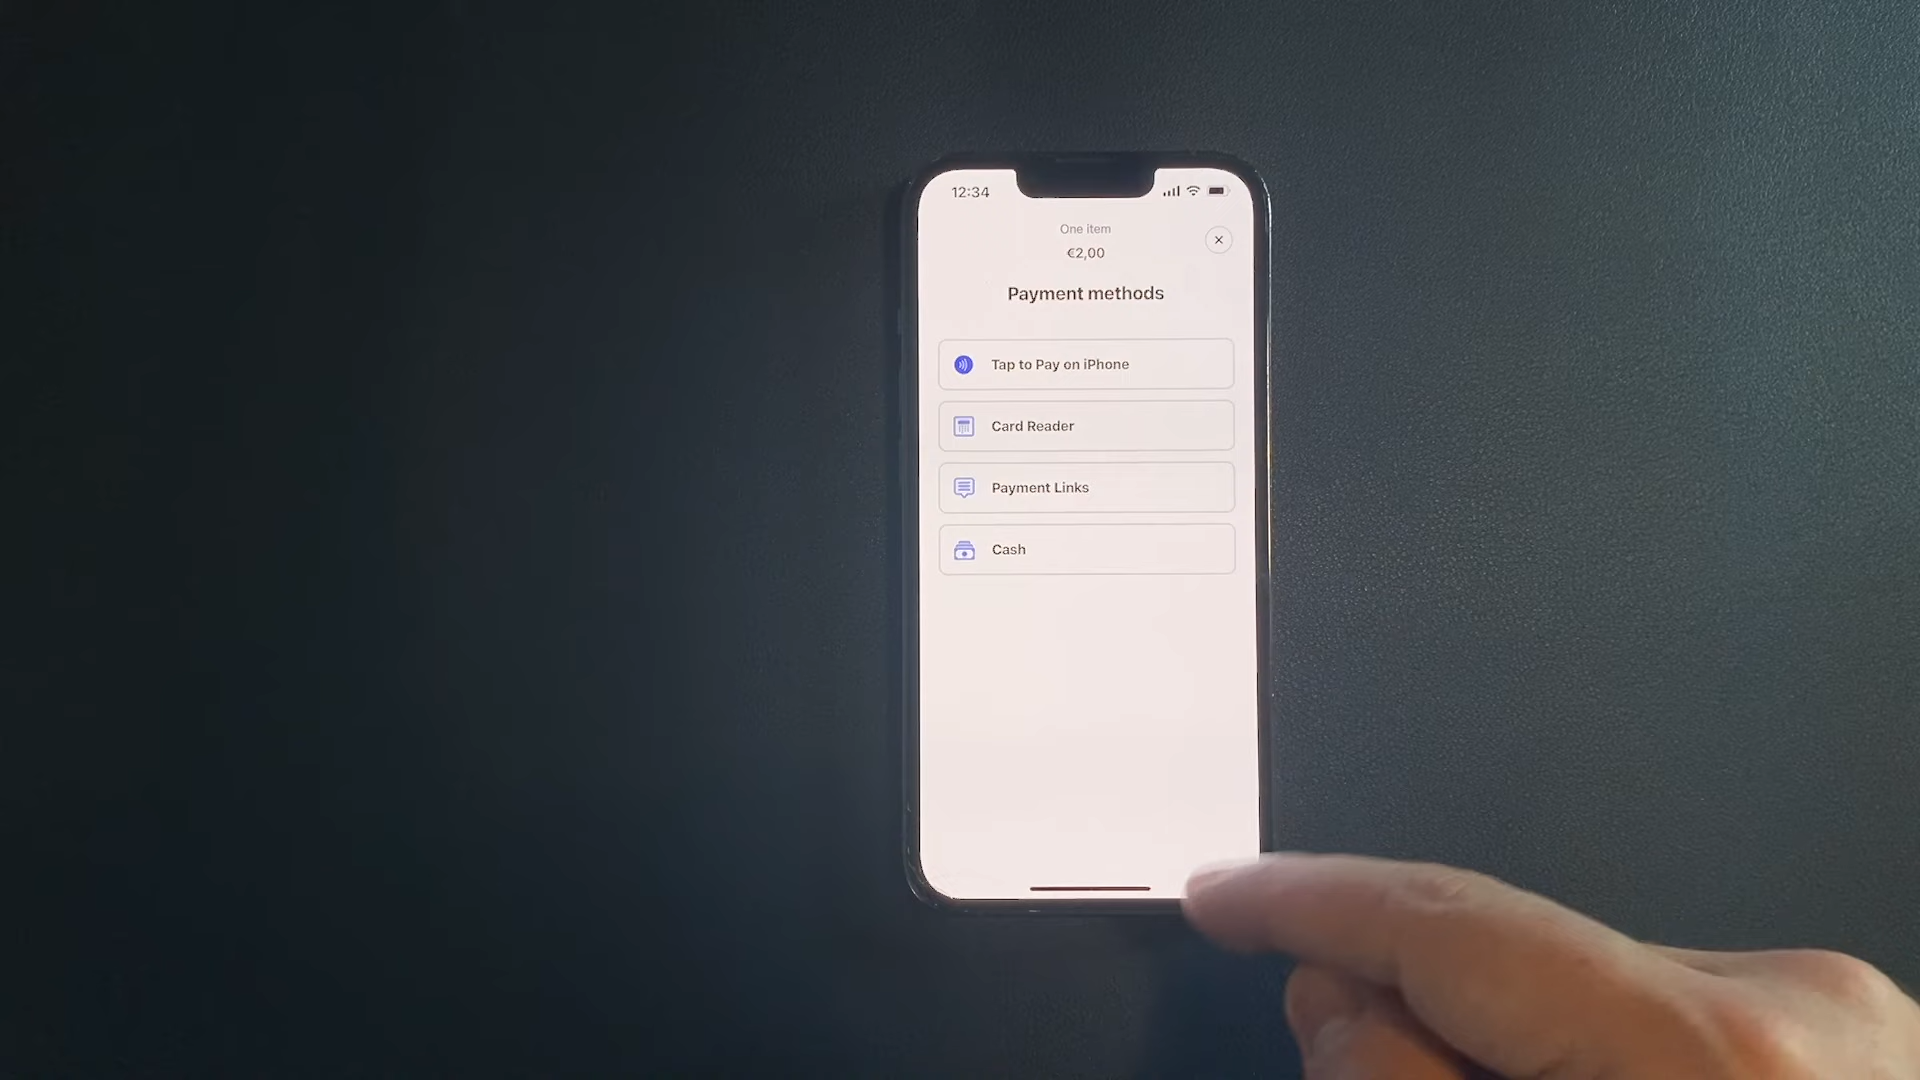 12:34
One item
€2,00
Payment methods
Tap to Pay on iPhone
Card Reader
Payment Links
Cash